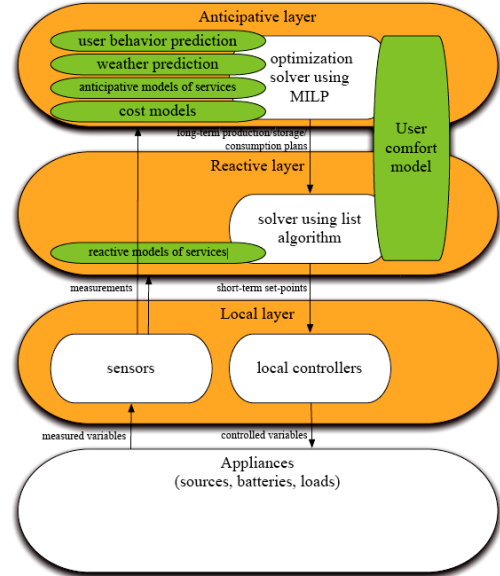 Anticipative layer
user behavior prediction
weather prediction
anticipative models of services
cost models
optimization
solver using
MILP
User
comfort
model
long-term production/storage/
consumption plans
Reactive layer
solver using list
algorithm
reactive models of services
measurements
short-term set-points
Local layer
sensors
local controllers
measured variables
controlled variables
Appliances
(sources, batteries, loads)